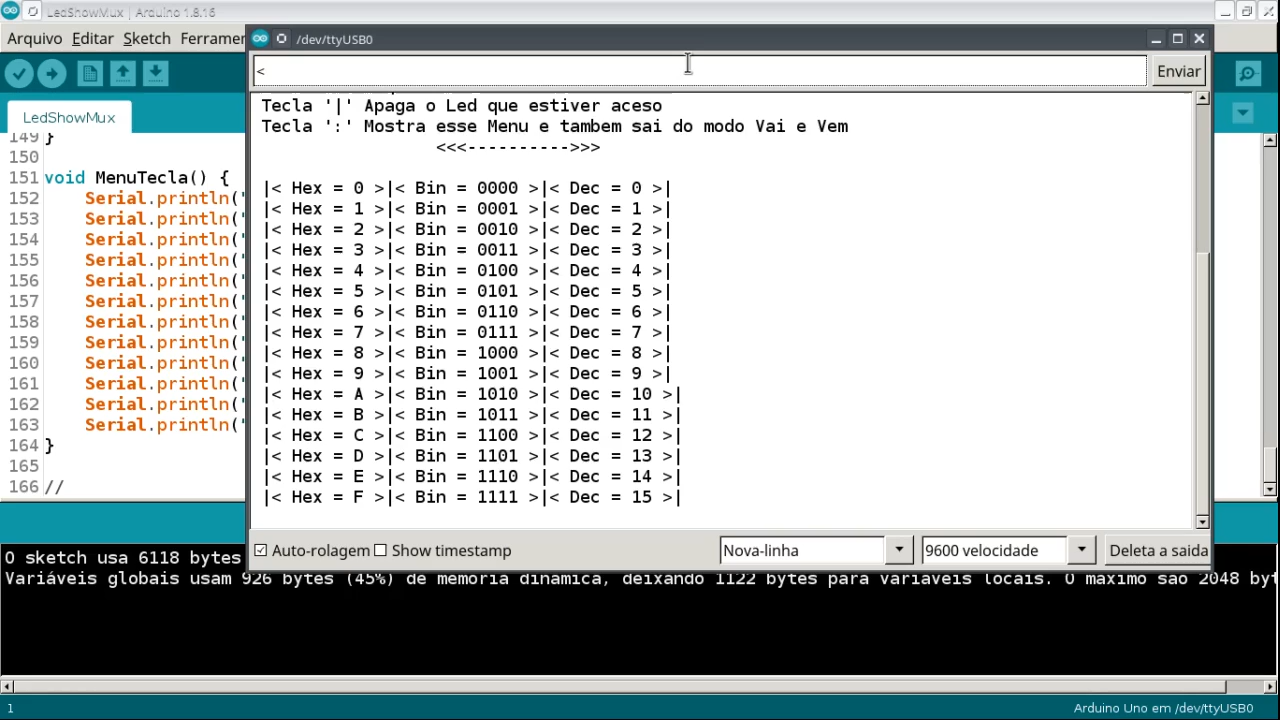 LedShowMux | Arduino 1.8.16
Arquivo Editar Sketch Ferramen
/dev/ttyUSB0
<
Enviar
LedShowMux
149 }
150
151 void MenuTecla() {
152 Serial.println("
153 Serial.println("
154 Serial.println("
155 Serial.println("
156 Serial.println("
157 Serial.println("
158 Serial.println("
159 Serial.println("
160 Serial.println("
161 Serial.println("
162 Serial.println("
163 Serial.println("
164 }
165
166 //
Tecla '|' Apaga o Led que estiver aceso
Tecla ':' Mostra esse Menu e tambem sai do modo Vai e Vem
<<<---------->>>
|< Hex = 0 >|< Bin = 0000 >|< Dec = 0 >|
|< Hex = 1 >|< Bin = 0001 >|< Dec = 1 >|
|< Hex = 2 >|< Bin = 0010 >|< Dec = 2 >|
|< Hex = 3 >|< Bin = 0011 >|< Dec = 3 >|
|< Hex = 4 >|< Bin = 0100 >|< Dec = 4 >|
|< Hex = 5 >|< Bin = 0101 >|< Dec = 5 >|
|< Hex = 6 >|< Bin = 0110 >|< Dec = 6 >|
|< Hex = 7 >|< Bin = 0111 >|< Dec = 7 >|
|< Hex = 8 >|< Bin = 1000 >|< Dec = 8 >|
|< Hex = 9 >|< Bin = 1001 >|< Dec = 9 >|
|< Hex = A >|< Bin = 1010 >|< Dec = 10 >|
|< Hex = B >|< Bin = 1011 >|< Dec = 11 >|
|< Hex = C >|< Bin = 1100 >|< Dec = 12 >|
|< Hex = D >|< Bin = 1101 >|< Dec = 13 >|
|< Hex = E >|< Bin = 1110 >|< Dec = 14 >|
|< Hex = F >|< Bin = 1111 >|< Dec = 15 >|
Auto-rolagem Show timestamp Nova-linha 9600 velocidade Deleta a saida
O sketch usa 6118 bytes
Variáveis globais usam 926 bytes (45%) de memória dinâmica, deixando 1122 bytes para variáveis locais. O máximo são 2048 byt
1
Arduino Uno em /dev/ttyUSB0